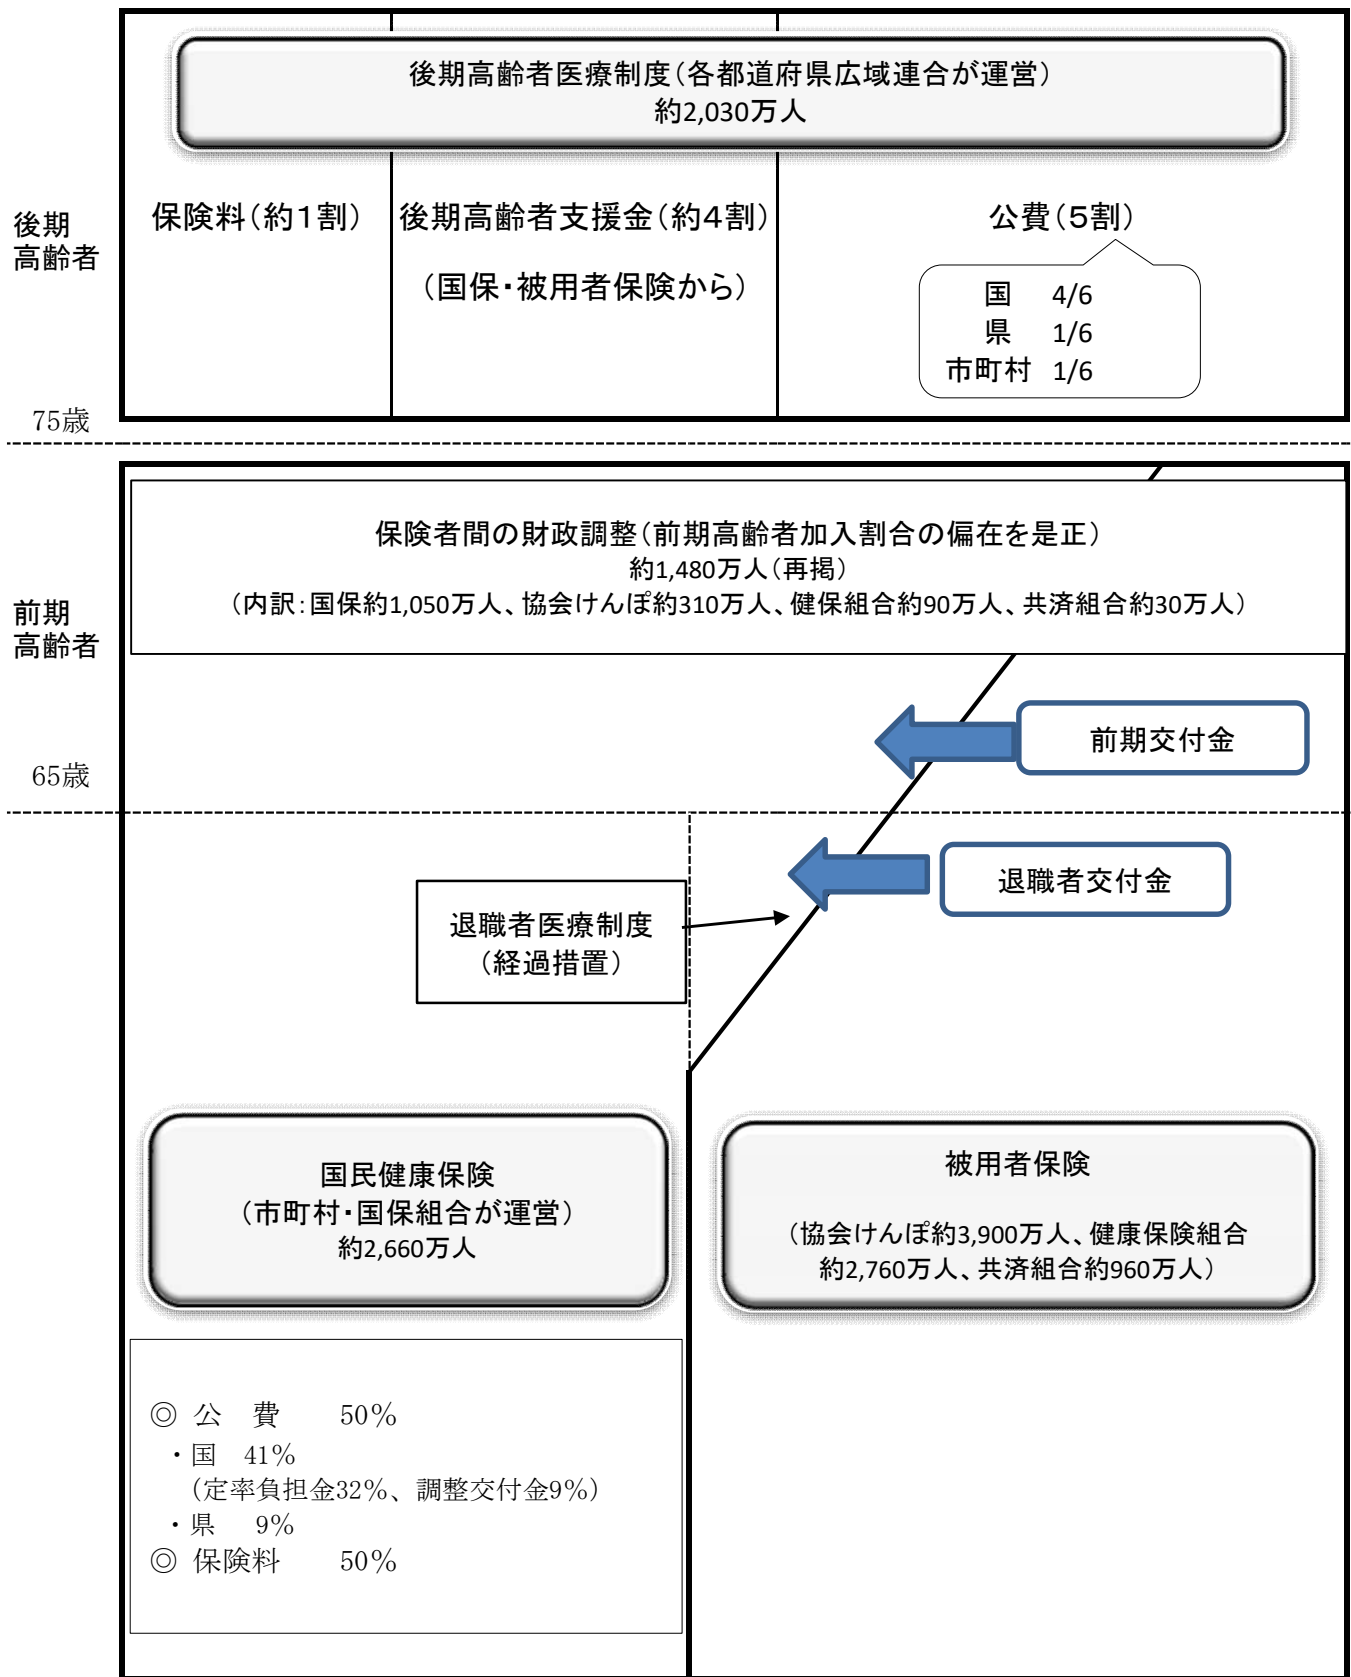 後期高齢者医療制度(各都道府県広域連合が運営)
約2,030万人
後期
高齢者
保険料(約1割)
後期高齢者支援金(約4割)
(国保・被用者保険から)
公費(5割)
国 4/6
県 1/6
市町村 1/6
75歳
保険者間の財政調整(前期高齢者加入割合の偏在を是正)
約1,480万人(再掲)
(内訳:国保約1,050万人、協会けんぽ約310万人、健保組合約90万人、共済組合約30万人)
前期
高齢者
前期交付金
65歳
退職者交付金
退職者医療制度
(経過措置)
国民健康保険
(市町村・国保組合が運営)
約2,660万人
被用者保険
(協会けんぽ約3,900万人、健康保険組合
約2,760万人、共済組合約960万人)
◎ 公 費 50%
・国 41%
(定率負担金32%、調整交付金9%)
・県 9%
◎ 保険料 50%